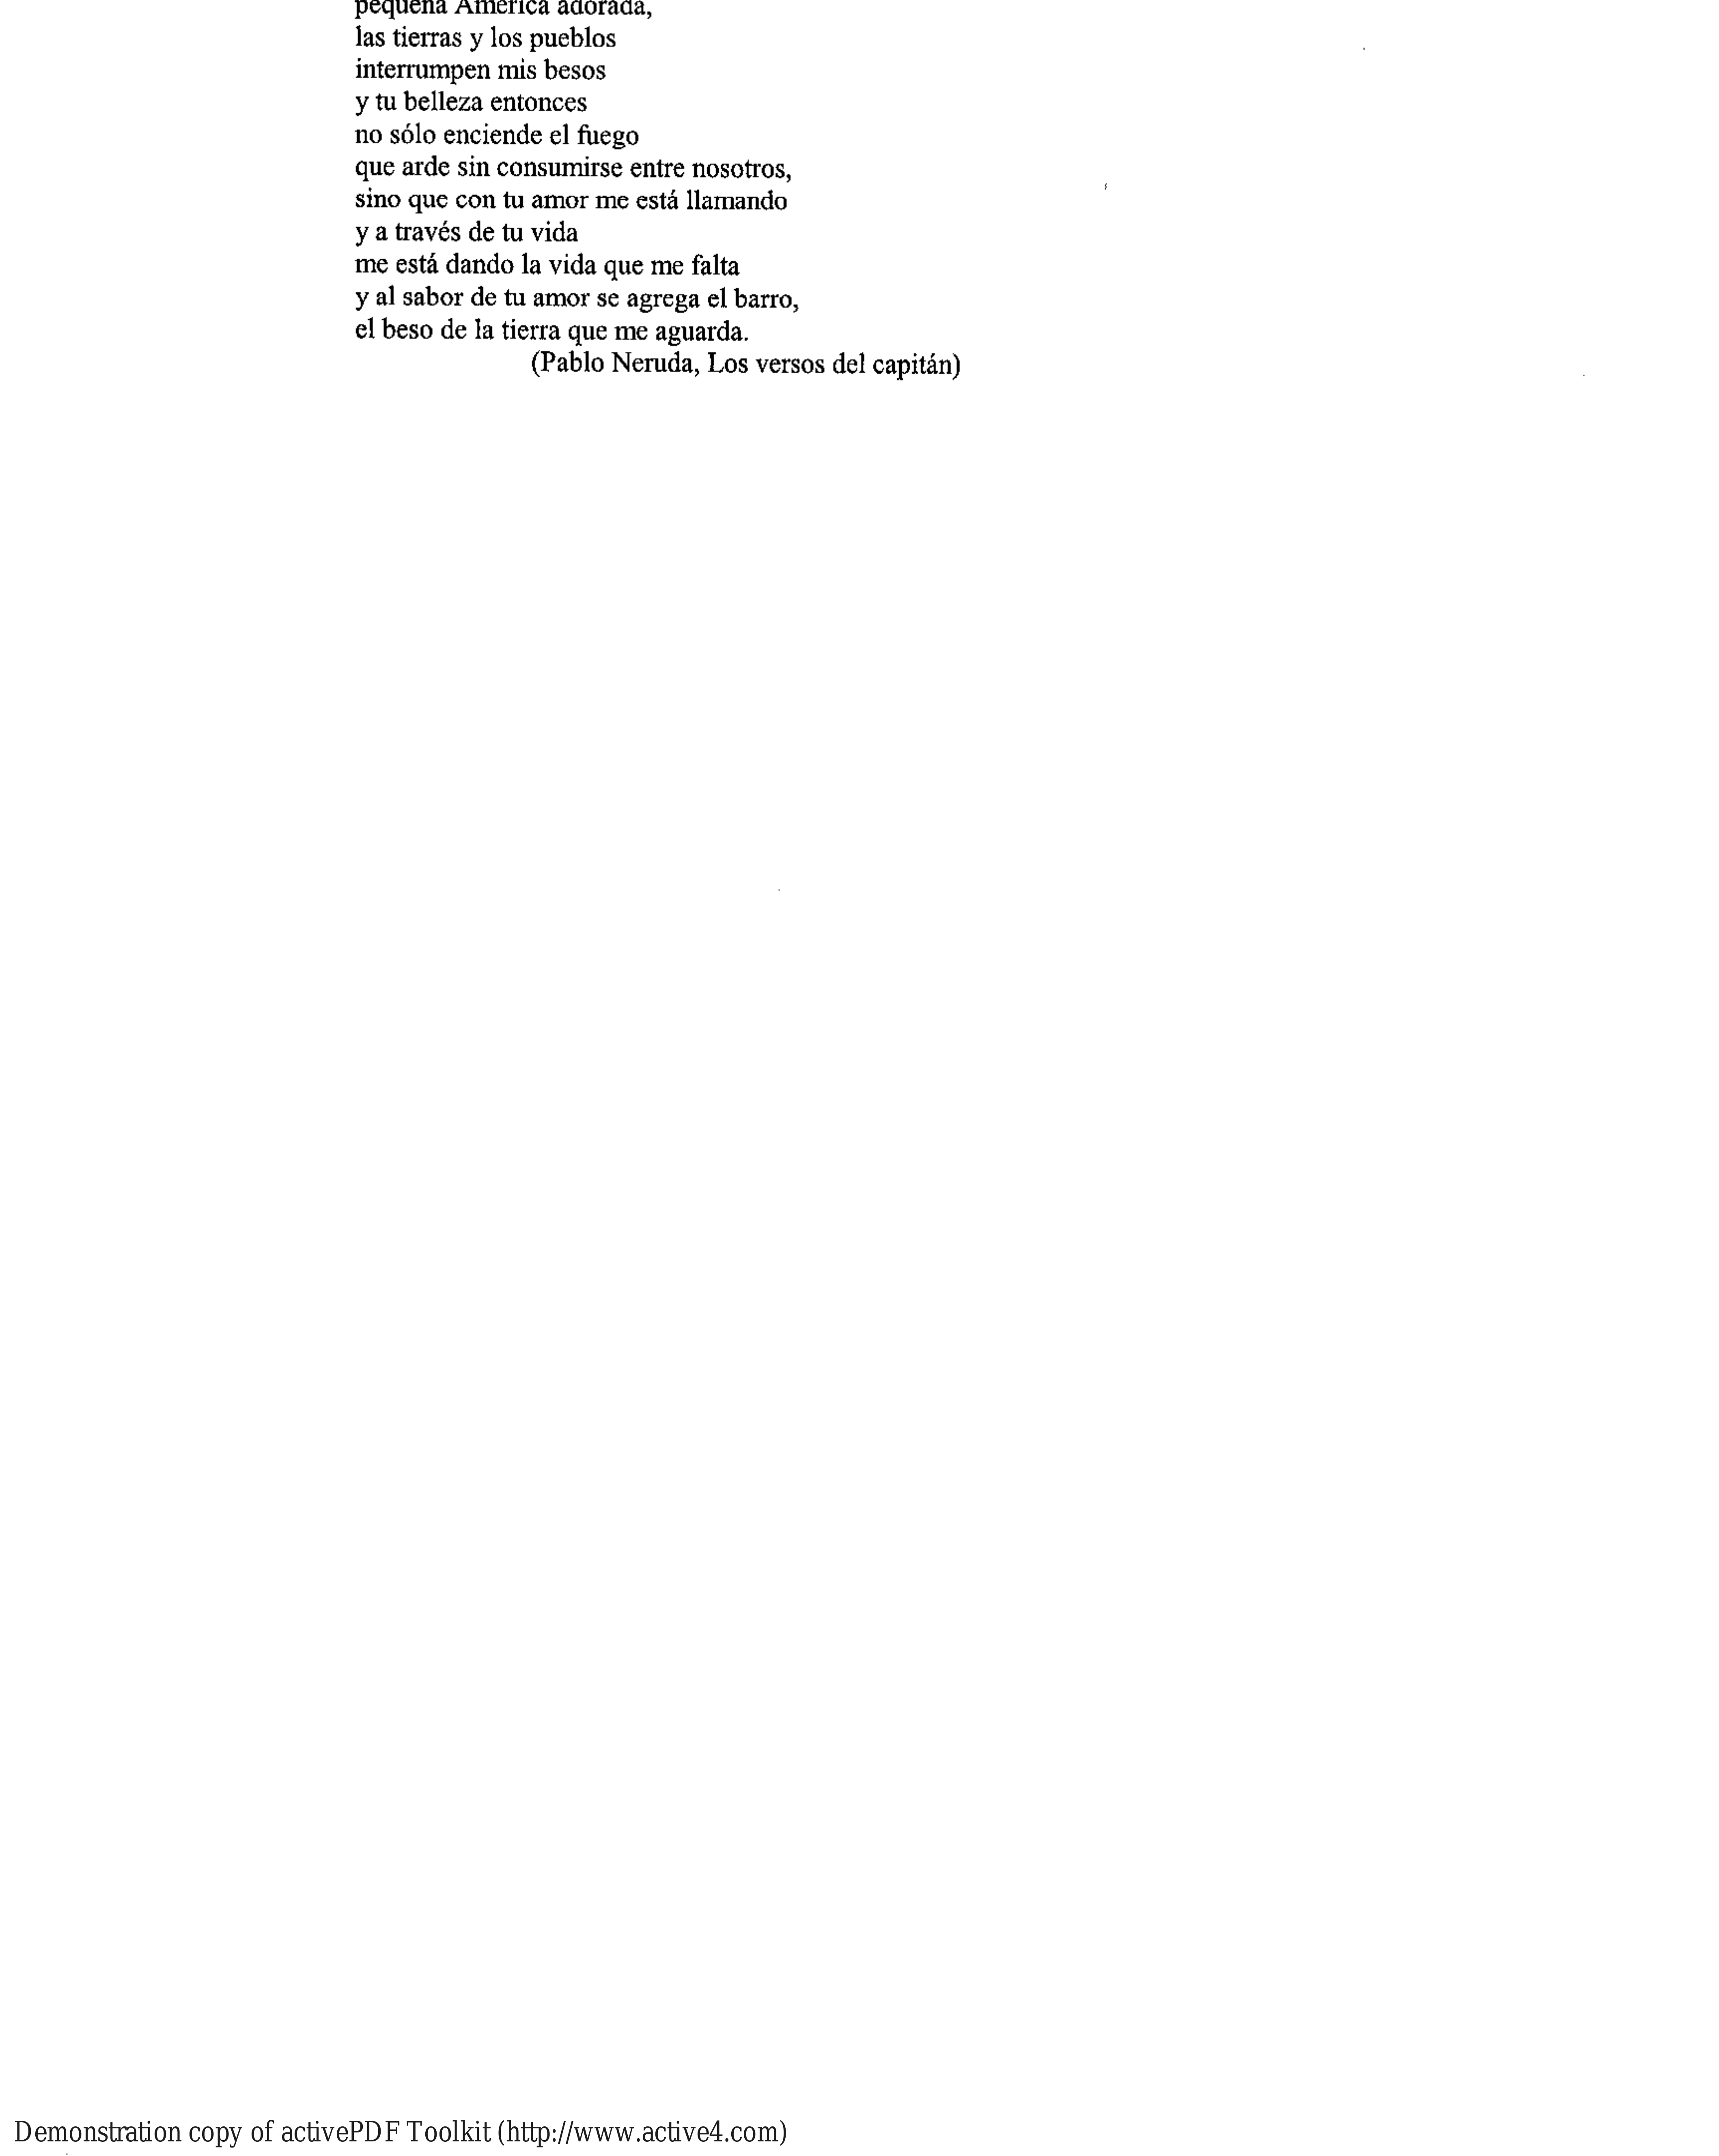 pequeña América adorada,
las tierras y los pueblos
interrumpen mis besos
y tu belleza entonces
no sólo enciende el fuego
que arde sin consumirse entre nosotros,
sino que con tu amor me está llamando
y a través de tu vida
me está dando la vida que me falta
y al sabor de tu amor se agrega el barro,
el beso de la tierra que me aguarda.
(Pablo Neruda, Los versos del capitán)
Demonstration copy of activePDF Toolkit (http://www.active4.com)